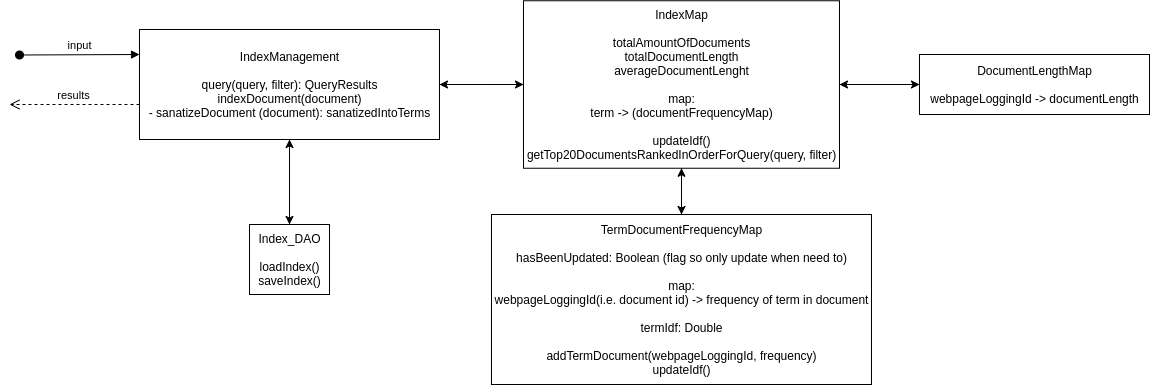 input
results
IndexManagement
query(query, filter): QueryResults
indexDocument(document)
- sanatizeDocument (document): sanatizedIntoTerms
IndexMap
totalAmountOfDocuments
totalDocumentLength
averageDocumentLenght
map:
term -> (documentFrequencyMap)
updateIdf()
getTop20DocumentsRankedInOrderForQuery(query, filter)
DocumentLengthMap
webpageLoggingId -> documentLength
Index_DAO
loadIndex()
saveIndex()
TermDocumentFrequencyMap
hasBeenUpdated: Boolean (flag so only update when need to)
map:
webpageLoggingId(i.e. document id) -> frequency of term in document
termIdf: Double
addTermDocument(webpageLoggingId, frequency)
updateIdf()